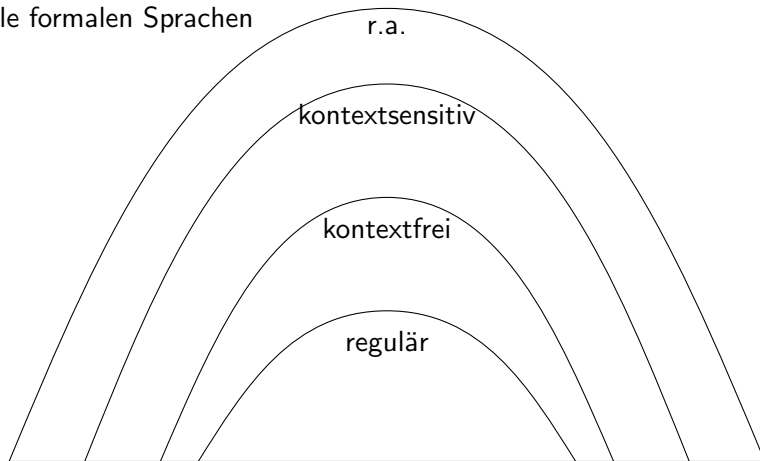 le formalen Sprachen
r.a.
kontextsensitiv
kontextfrei
regulär